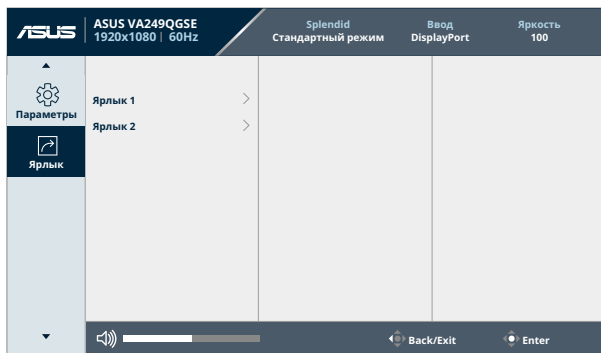 ASUS
ASUS VA249QGSE
1920x1080 | 60Hz
Splendid
Стандартный режим
Ввод
DisplayPort
Яркость
100
Параметры
Ярлык
Ярлык 1
Ярлык 2
Back/Exit
Enter